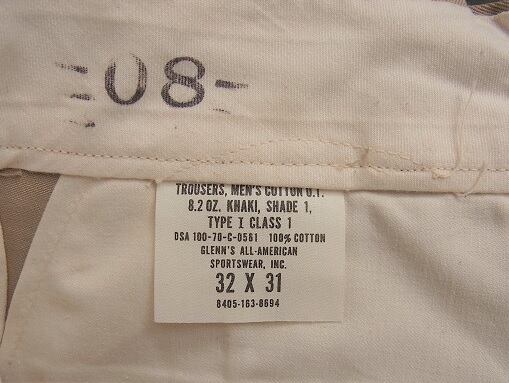 =08=
TROUSERS, MEN'S COTTON U.T.
8.2 OZ. KHAKI, SHADE 1,
TYPE I CLASS 1
DSA 100-70-C-0561 100% COTTON
GLENN'S ALL-AMERICAN
SPORTSWEAR, INC.
32 X 31
8405-163-8694